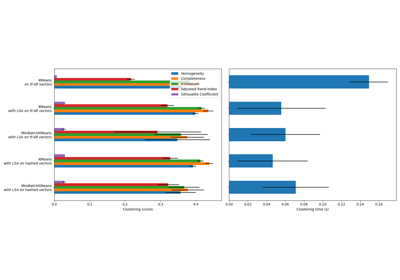 Homogeneity
Completeness
V-measure
Adjusted Rand-Index
Silhouette Coefficient
KMeans
on tf-idf vectors
KMeans
with LSA on tf-idf vectors
MiniBatchKMeans
with LSA on tf-idf vectors
KMeans
with LSA on hashed vectors
MiniBatchKMeans
with LSA on hashed vectors
0.0 0.1 0.2 0.3 0.4
Clustering scores
0.00 0.02 0.04 0.06 0.08 0.10 0.12 0.14 0.16
Clustering time (s)